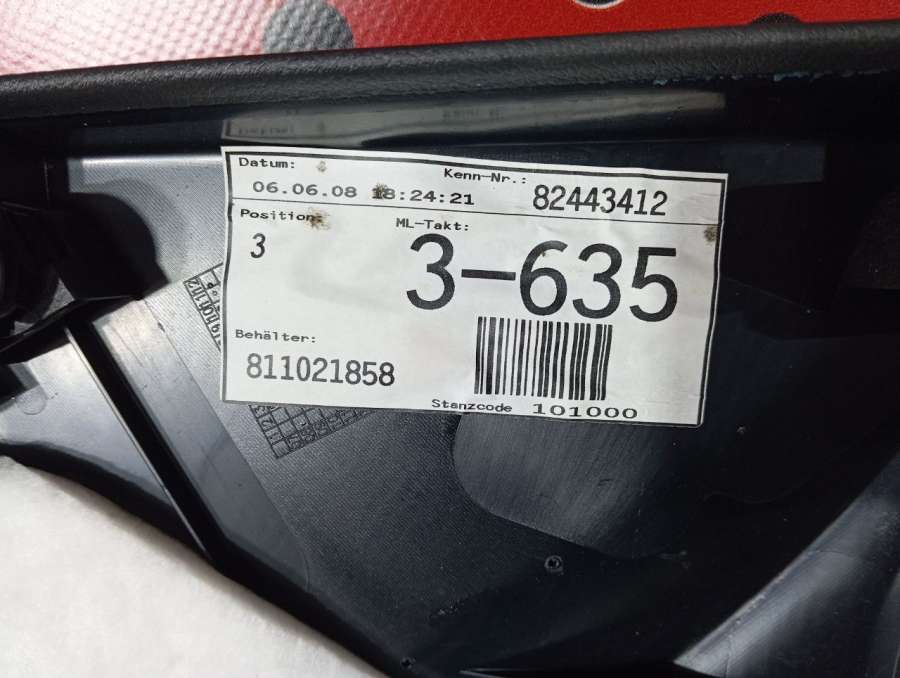 Datum: Kenn-Nr.:
06.06.08 18:24:21 82443412
Position: ML-Takt:
3 3-635
Behälter:
811021858
Stanzcode 101000